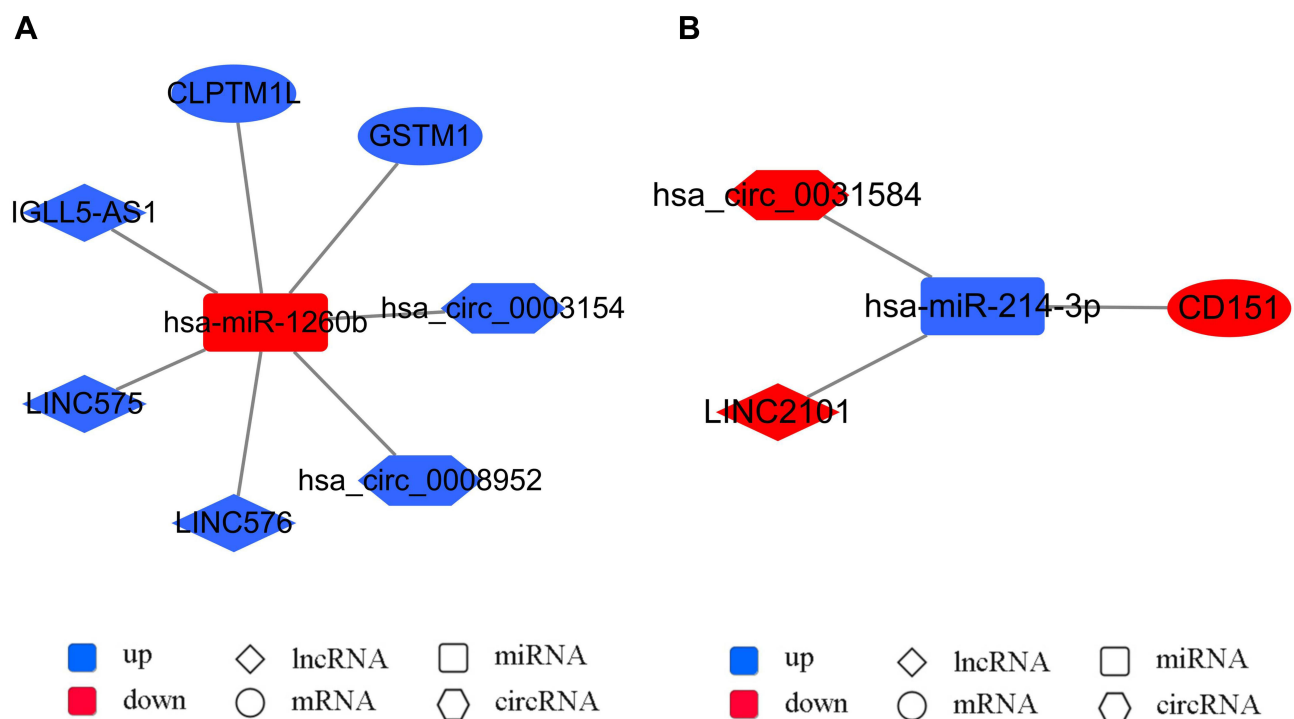 A
B
CLPTM1L
GSTM1
IGLL5-AS1
hsa_circ_0003154
hsa-miR-1260b
LINC575
hsa_circ_0008952
LINC576
hsa_circ_0031584
hsa-miR-214-3p
CD151
LINC2101
up lncRNA miRNA
down mRNA circRNA
up lncRNA miRNA
down mRNA circRNA